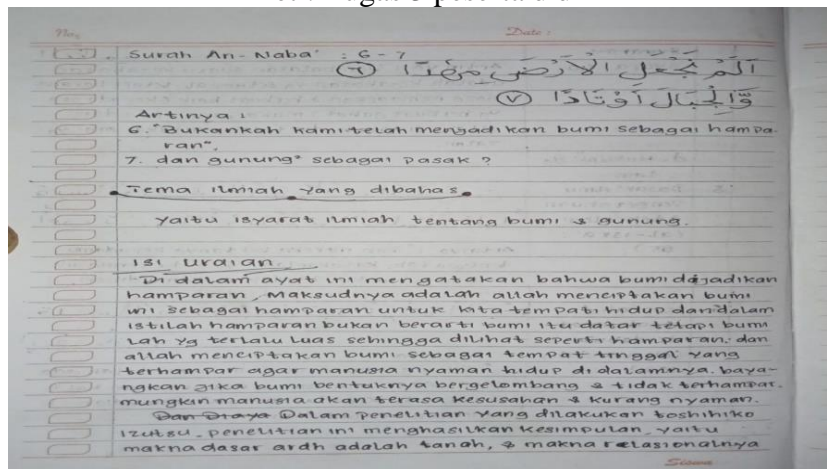 No.
Date :
Surah An-Naba' : 6-7
اَلَمْ نَجْعَلِ الْاَرْضَ مِهٰدًا ٦
وَّالْجِبَالَ اَوْتَادًا ٧
Artinya :
6. "Bukankah kami telah menjadikan bumi sebagai hampa-
ran",
7. dan gunung² sebagai pasak ?
Tema ilmiah yang dibahas
yaitu isyarat ilmiah tentang bumi & gunung.
Isi uraian
Di dalam ayat ini mengatakan bahwa bumi dijadikan
hamparan, maksudnya adalah allah menciptakan bumi
ini sebagai hamparan untuk kita tempati hidup dan dalam
istilah hamparan bukan berarti bumi itu datar tetapi bumi
lah yg terlalu luas sehingga dilihat seperti hamparan. dan
allah menciptakan bumi sebagai tempat tinggal yang
terhampar agar manusia nyaman hidup di dalamnya. baya-
ngkan jika bumi bentuknya bergelombang & tidak terhampar.
mungkin manusia akan terasa kesusahan & kurang nyaman.
Dalam penelitian yang dilakukan toshihiko
izutsu. penelitian ini menghasilkan kesimpulan, yaitu
makna dasar ardh adalah tanah, & makna relasionalnya